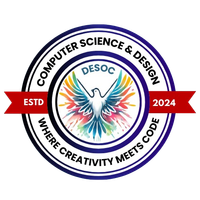 COMPUTER SCIENCE & DESIGN
DESOC
ESTD
2024
WHERE CREATIVITY MEETS CODE